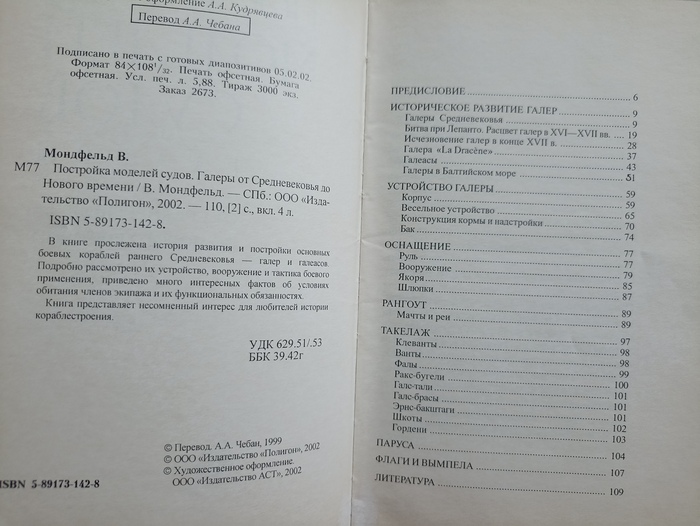 оформление А.А. Кудрявцева
Перевод А.А. Чебана
Подписано в печать с готовых диапозитивов 05.02.02.
Формат 84×108¹/₃₂. Печать офсетная. Бумага
офсетная. Усл. печ. л. 5,88. Тираж 3000 экз.
Заказ 2673.
Мондфельд В.
М77 Постройка моделей судов. Галеры от Средневековья до
Нового времени / В. Мондфельд. — СПб.: ООО «Изда-
тельство «Полигон», 2002. — 110, [2] с., вкл. 4 л.
ISBN 5-89173-142-8.
В книге прослежена история развития и постройки основных
боевых кораблей раннего Средневековья — галер и галеасов.
Подробно рассмотрено их устройство, вооружение и тактика боевого
применения, приведено много интересных фактов об условиях
обитания членов экипажа и их функциональных обязанностях.
Книга представляет несомненный интерес для любителей истории
кораблестроения.
УДК 629.51/.53
ББК 39.42г
© Перевод. А.А. Чебан, 1999
© ООО «Издательство «Полигон», 2002
© Художественное оформление.
ООО «Издательство АСТ», 2002
ISBN 5-89173-142-8
ПРЕДИСЛОВИЕ 6
ИСТОРИЧЕСКОЕ РАЗВИТИЕ ГАЛЕР 9
Галеры Средневековья 9
Битва при Лепанто. Расцвет галер в XVI—XVII вв. 19
Исчезновение галер в конце XVII в. 28
Галера «La Dracène» 37
Галеасы 43
Галеры в Балтийском море 51
УСТРОЙСТВО ГАЛЕРЫ 59
Корпус 59
Весельное устройство 65
Конструкция кормы и надстройки 70
Бак 74
ОСНАЩЕНИЕ 77
Руль 77
Вооружение 79
Якоря 85
Шлюпки 87
РАНГОУТ 89
Мачты и реи 89
ТАКЕЛАЖ 97
Клеванты 98
Ванты 98
Фалы 99
Ракс-бугели 100
Галс-тали 101
Галс-брасы 101
Эрнс-бакштаги 101
Шкоты 102
Гордени 103
ПАРУСА 104
ФЛАГИ И ВЫМПЕЛА 107
ЛИТЕРАТУРА 109